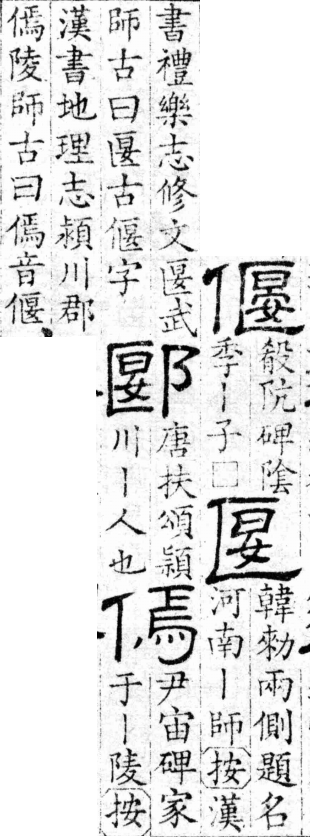 偃
殽阬碑陰
季丨子□
匽
韓勑兩側題名
河南丨師按漢
書禮樂志修文匽武
師古曰匽古偃字
郾
唐扶頌穎
川丨人也
傿
尹宙碑家
于丨陵按
漢書地理志頴川郡
傿陵師古曰傿音偃